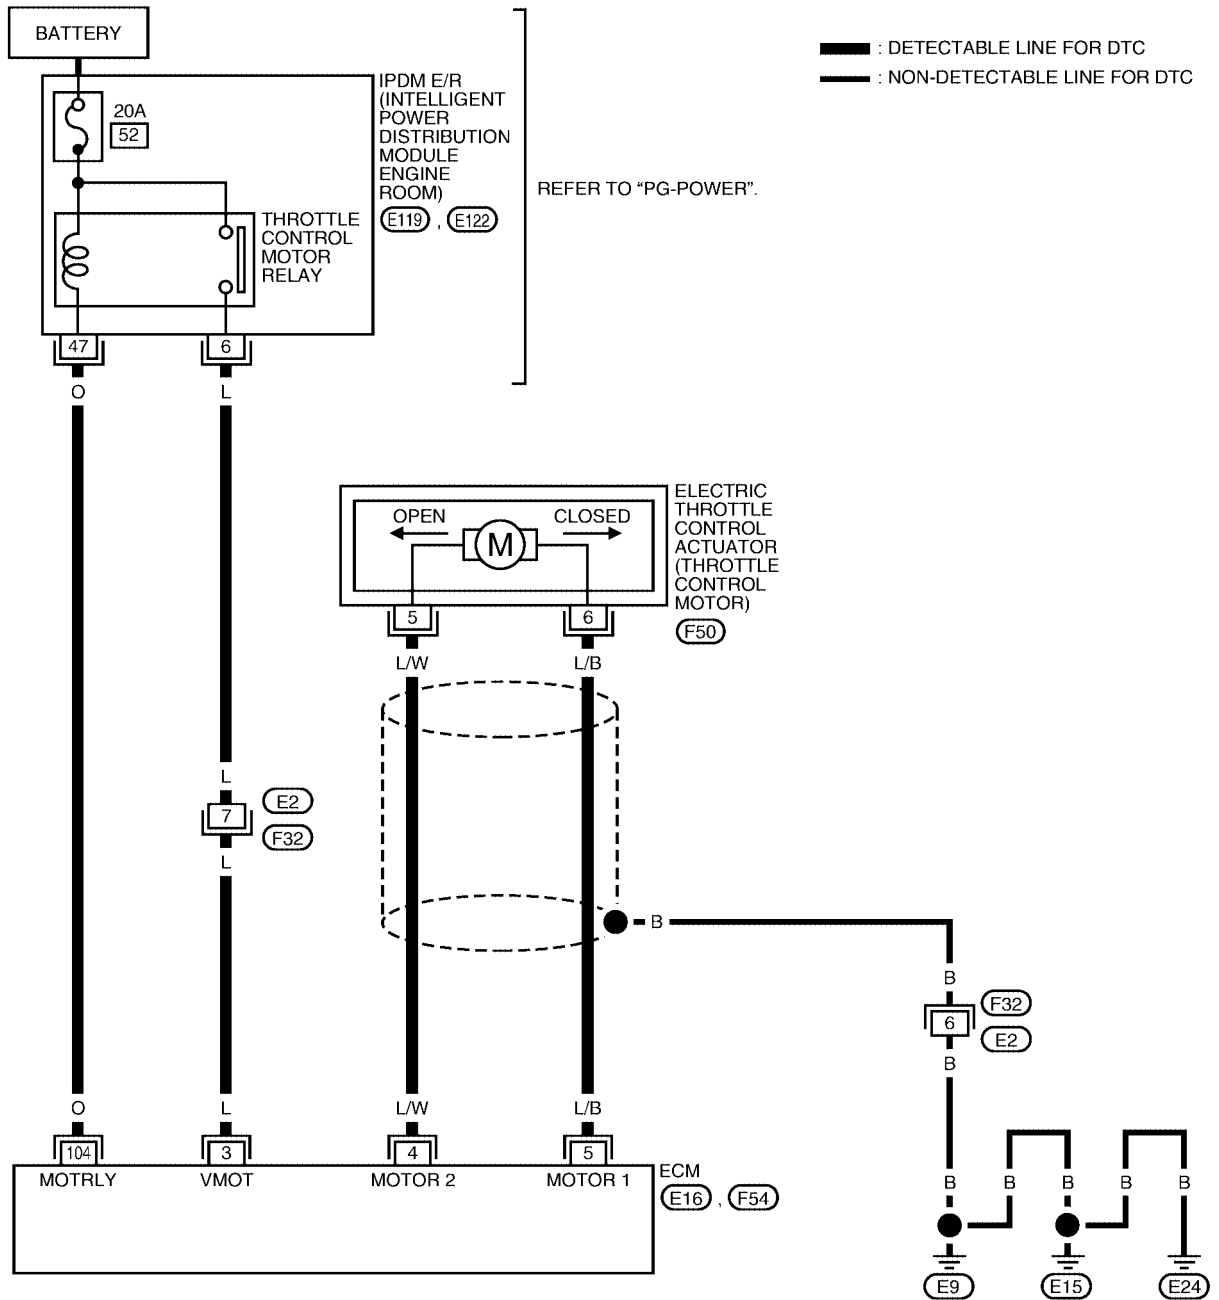 BATTERY
: DETECTABLE LINE FOR DTC
: NON-DETECTABLE LINE FOR DTC
20A
52
IPDM E/R
(INTELLIGENT
POWER
DISTRIBUTION
MODULE
ENGINE
ROOM)
E119 , E122
REFER TO “PG-POWER”.
THROTTLE
CONTROL
MOTOR
RELAY
47
6
O
L
OPEN
CLOSED
M
ELECTRIC
THROTTLE
CONTROL
ACTUATOR
(THROTTLE
CONTROL
MOTOR)
F50
5
6
L/W
L/B
L
7
E2
F32
L
B
B
6
F32
E2
B
O
L
L/W
L/B
104
3
4
5
MOTRLY
VMOT
MOTOR 2
MOTOR 1
ECM
E16 , F54
B
B
B
B
B
E9
E15
E24